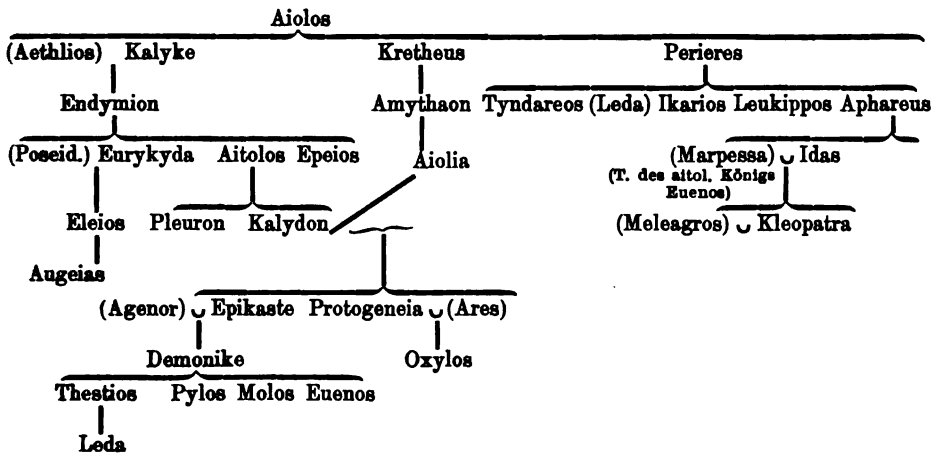 Aiolos
(Aethlios) Kalyke Kretheus Perieres
Endymion Amythaon Tyndareos (Leda) Ikarios Leukippos Aphareus
(Poseid.) Eurykyda Aitolos Epeios Aiolia (Marpessa) ᴗ Idas
(T. des aitol. Königs
Euenos)
Eleios Pleuron Kalydon (Meleagros) ᴗ Kleopatra
Augeias
(Agenor) ᴗ Epikaste Protogeneia ᴗ (Ares)
Demonike Oxylos
Thestios Pylos Molos Euenos
Leda